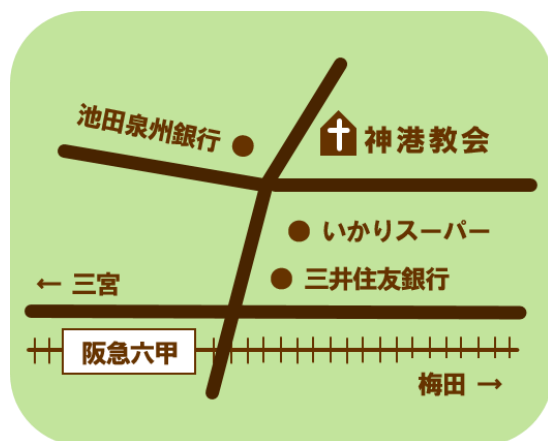 池田泉州銀行
神港教会
いかりスーパー
三井住友銀行
← 三宮
阪急六甲
梅田 →